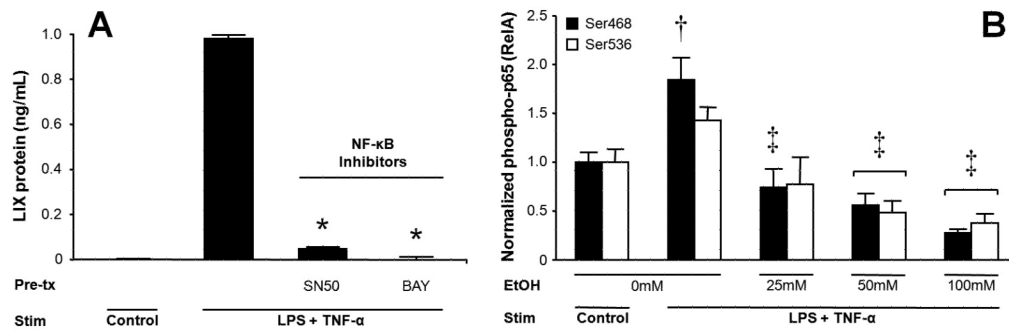 A
LIX protein (ng/mL)
1.0
0.8
0.6
0.4
0.2
0
NF-κB
Inhibitors
*
*
Pre-tx
SN50
BAY
Stim
Control
LPS + TNF-α
B
Normalized phospho-p65 (RelA)
2.5
2.0
1.5
1.0
0.5
0.0
Ser468
Ser536
†
‡
‡
‡
EtOH
0mM
25mM
50mM
100mM
Stim
Control
LPS + TNF-α